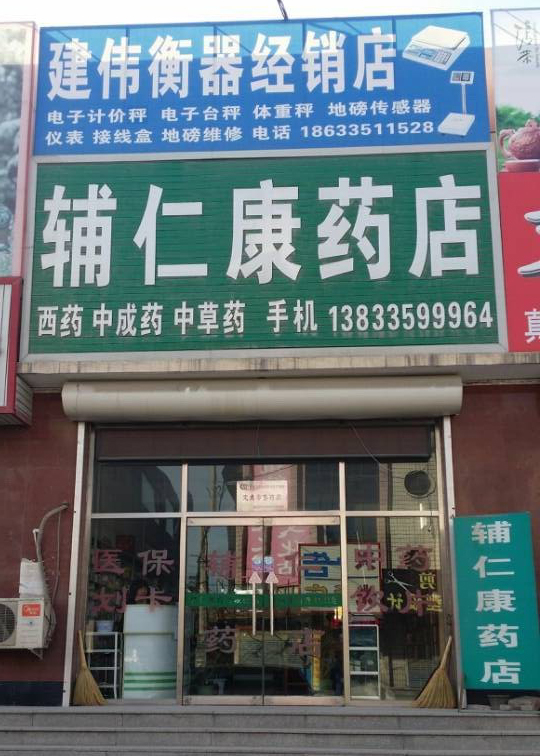 建伟衡器经销店
电子计价秤 电子台秤 体重秤 地磅传感器
仪表 接线盒 地磅维修 电话 18633511528
辅仁康药店
西药 中成药 中草药 手机 13833599964
医保
划卡
药店
辅仁康药店